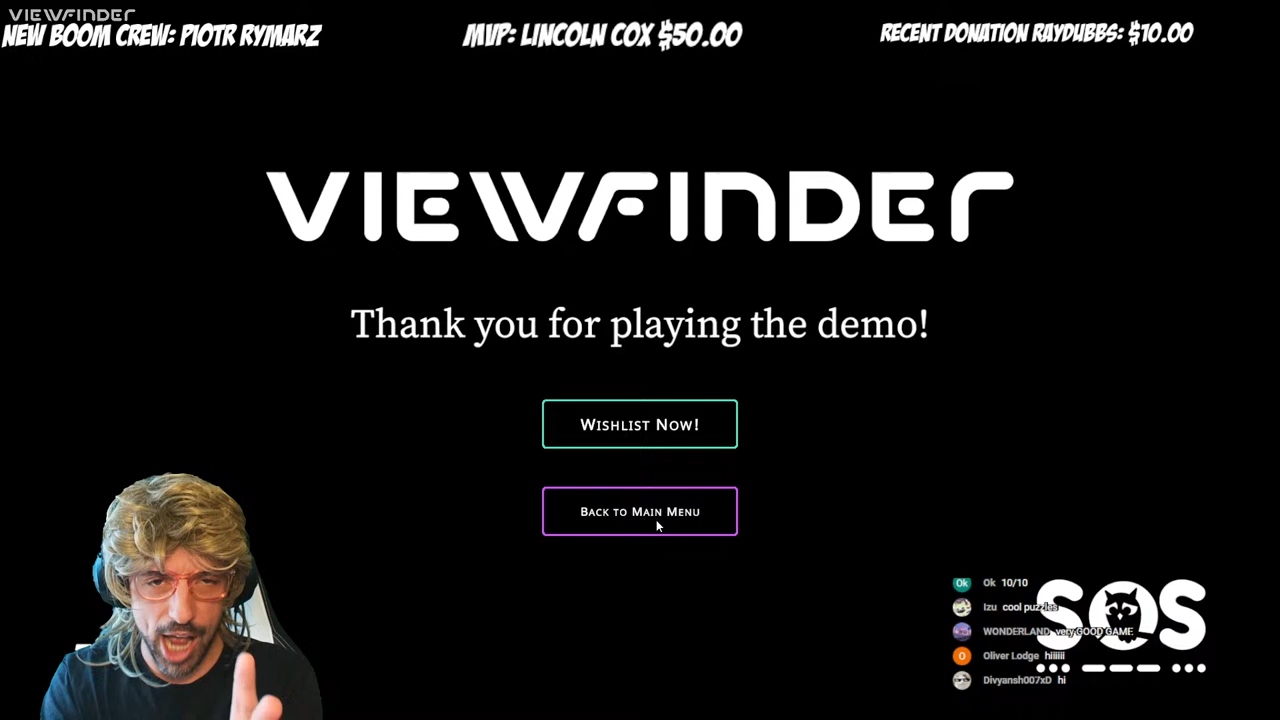 VIEWFINDER
NEW BOOM CREW: PIOTR RYMARZ
MVP: LINCOLN COX $50.00
RECENT DONATION RAYDUBBS: $10.00
VIEWFINDER
Thank you for playing the demo!
WISHLIST NOW!
BACK TO MAIN MENU
Ok Ok 10/10
Izu cool puzzles
WONDERLAND very GOOD GAME
O Oliver Lodge hiiiiii
Divyansh007xD hi
SOS